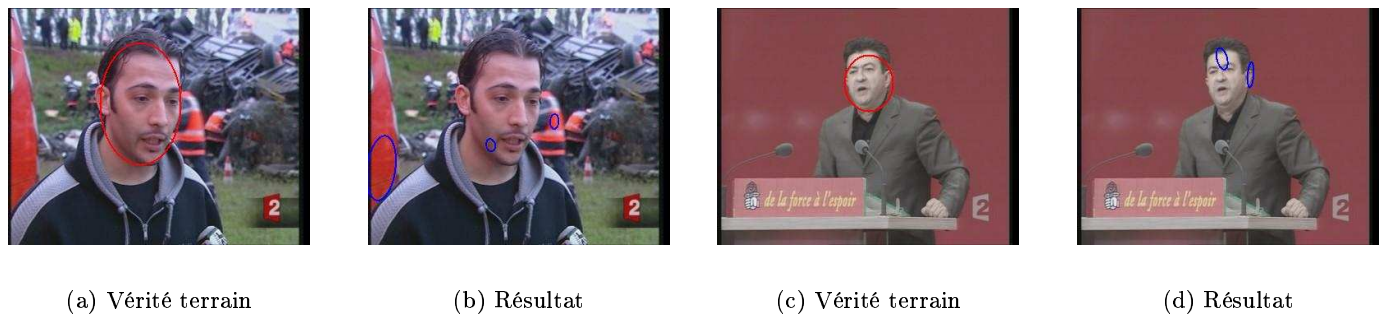 2
2
de la force à l'espoir
2
de la force à l'espoir
2
(a) Vérité terrain
(b) Résultat
(c) Vérité terrain
(d) Résultat